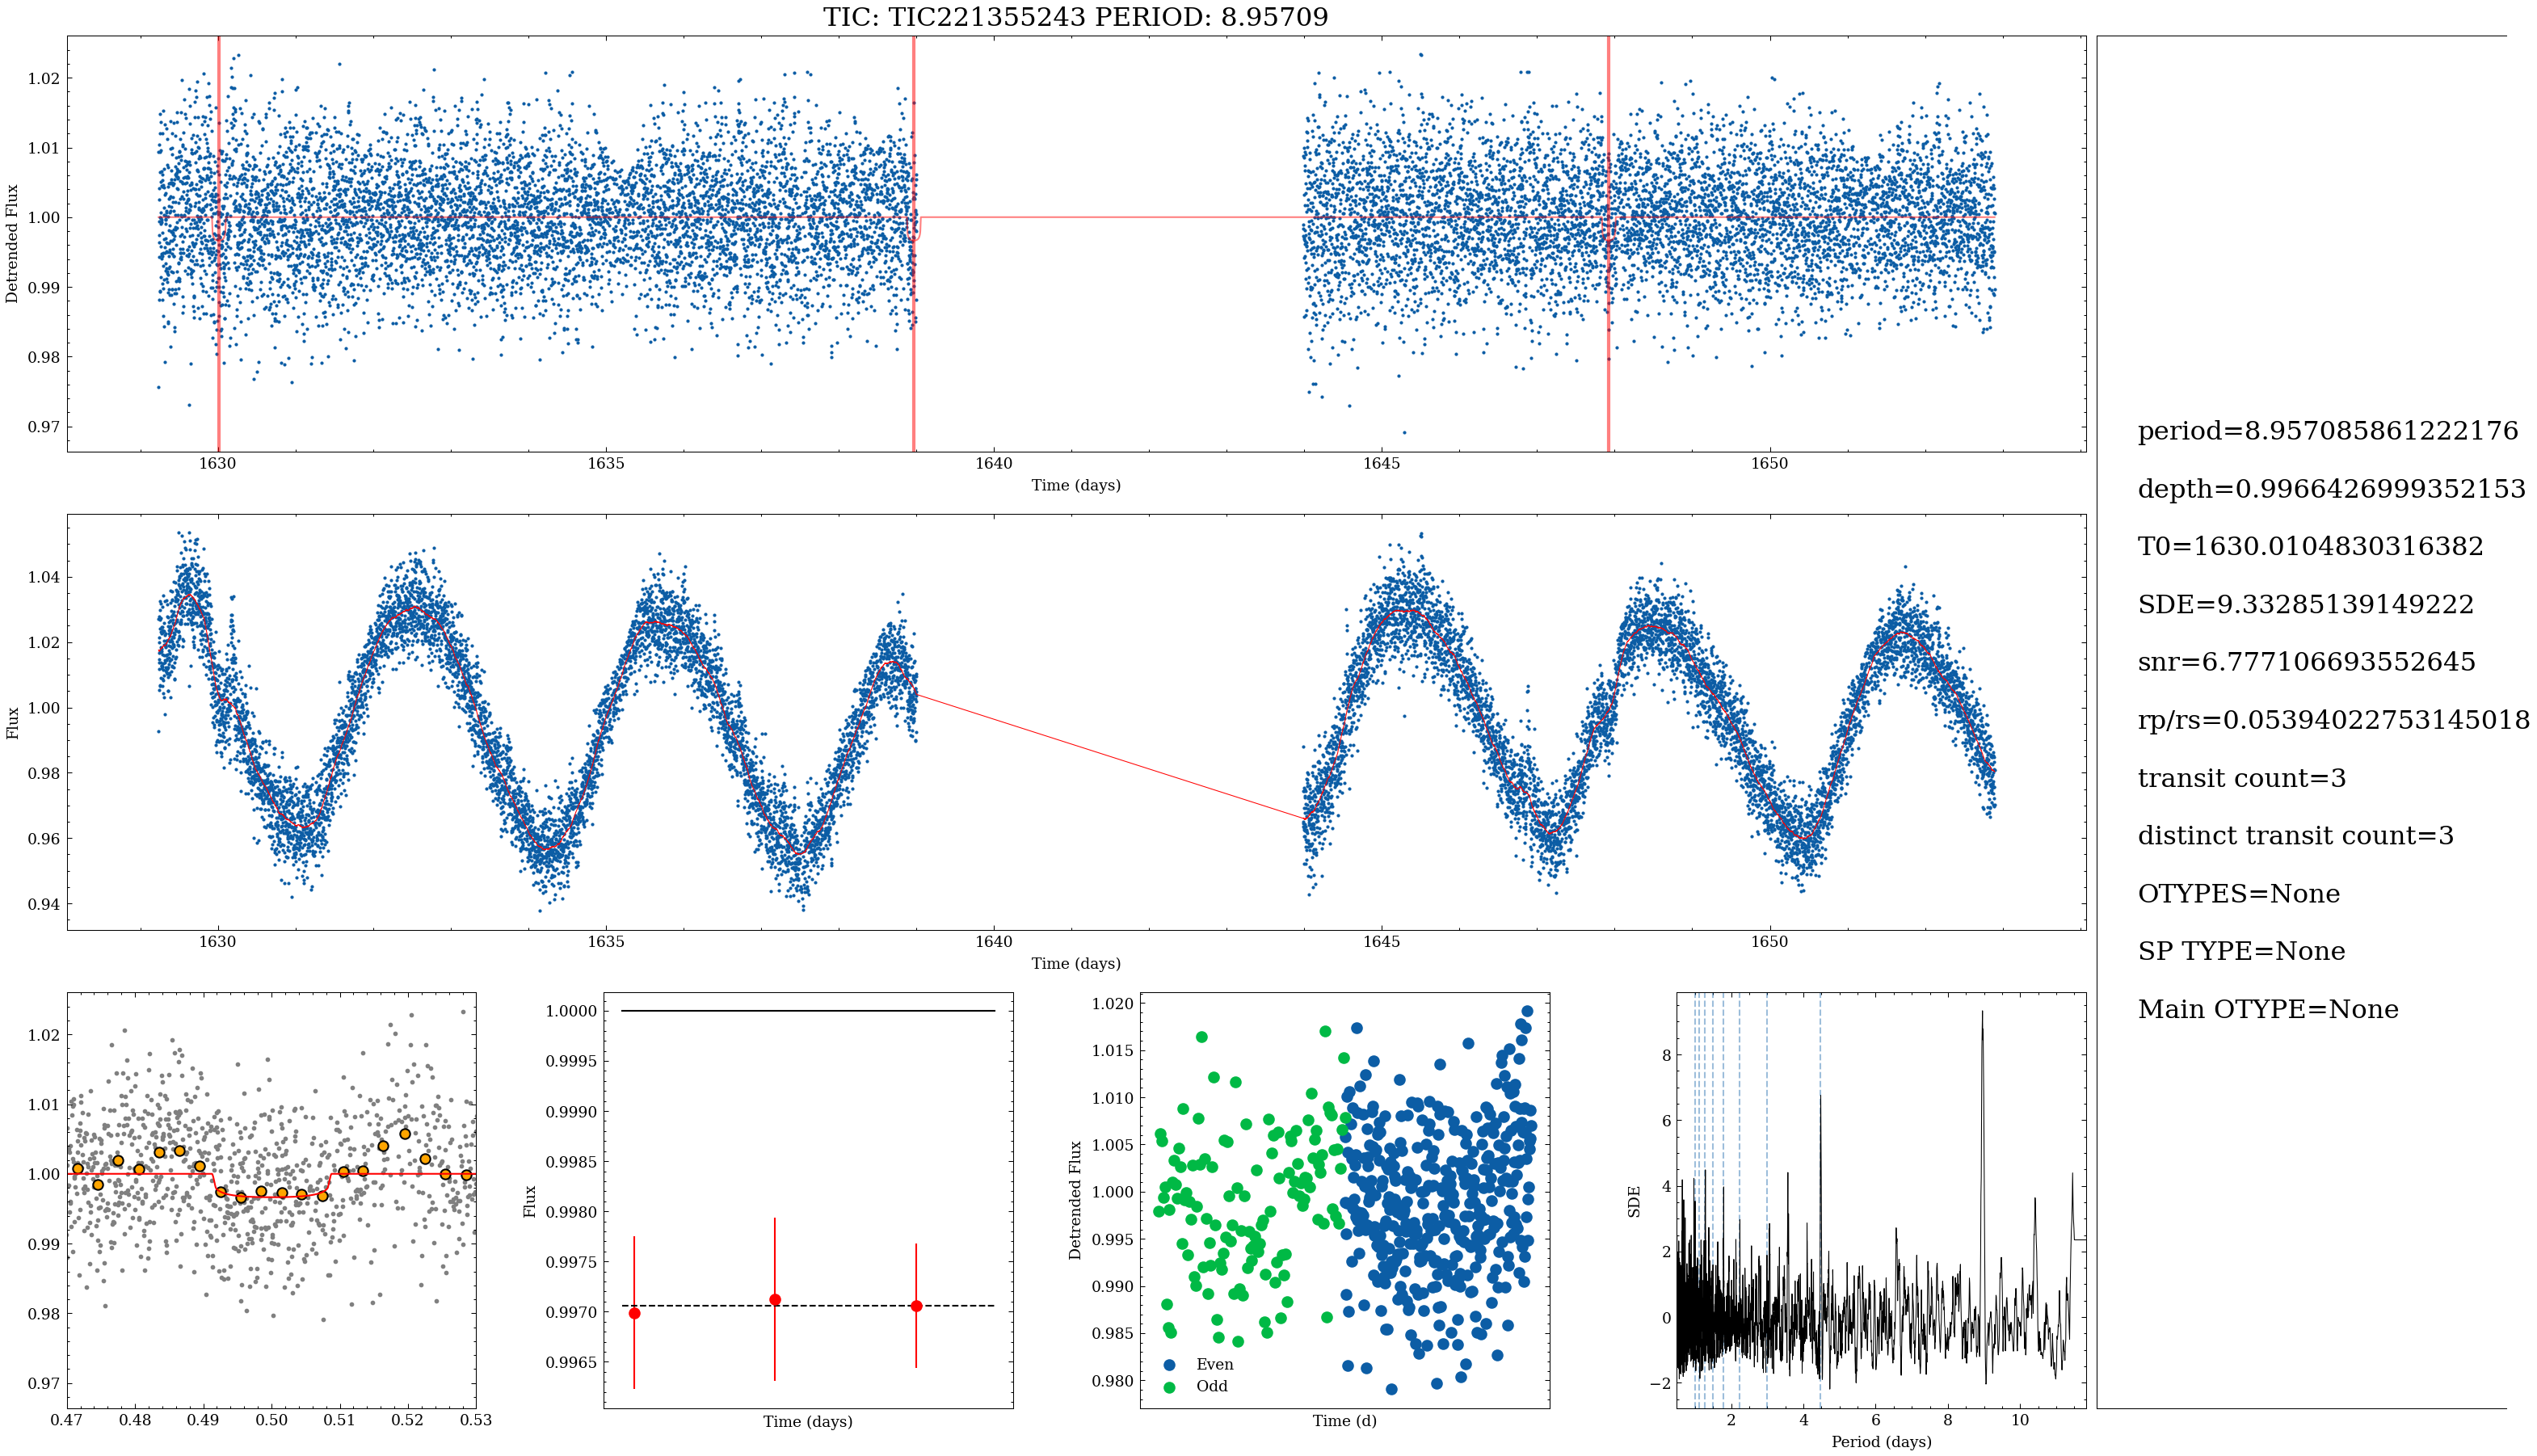 TIC: TIC221355243 PERIOD: 8.95709
1.02
1.01
1.00
0.99
0.98
0.97
Detrended Flux
1630
1635
1640
1645
1650
Time (days)
1.04
1.02
1.00
0.98
0.96
0.94
Flux
1630
1635
1640
1645
1650
Time (days)
period=8.957085861222176
depth=0.9966426999352153
T0=1630.0104830316382
SDE=9.33285139149222
snr=6.777106693552645
rp/rs=0.05394022753145018
transit count=3
distinct transit count=3
OTYPES=None
SP TYPE=None
Main OTYPE=None
1.02
1.01
1.00
0.99
0.98
0.97
0.47
0.48
0.49
0.50
0.51
0.52
0.53
1.0000
0.9995
0.9990
0.9985
0.9980
0.9975
0.9970
0.9965
Flux
Time (days)
1.020
1.015
1.010
1.005
1.000
0.995
0.990
0.985
0.980
Detrended Flux
Even
Odd
Time (d)
8
6
4
2
0
−2
SDE
2
4
6
8
10
Period (days)